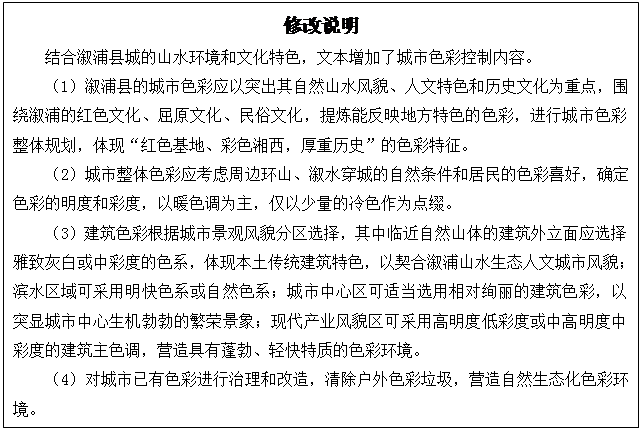 修改说明
结合溆浦县城的山水环境和文化特色，文本增加了城市色彩控制内容。
（1）溆浦县的城市色彩应以突出其自然山水风貌、人文特色和历史文化为重点，围
绕溆浦的红色文化、屈原文化、民俗文化，提炼能反映地方特色的色彩，进行城市色彩
整体规划，体现“红色基地、彩色湘西，厚重历史”的色彩特征。
（2）城市整体色彩应考虑周边环山、溆水穿城的自然条件和居民的色彩喜好，确定
色彩的明度和彩度，以暖色调为主，仅以少量的冷色作为点缀。
（3）建筑色彩根据城市景观风貌分区选择，其中临近自然山体的建筑外立面应选择
雅致灰白或中彩度的色系，体现本土传统建筑特色，以契合溆浦山水生态人文城市风貌；
滨水区域可采用明快色系或自然色系；城市中心区可适当选用相对绚丽的建筑色彩，以
突显城市中心生机勃勃的繁荣景象；现代产业风貌区可采用高明度低彩度或中高明度中
彩度的建筑主色调，营造具有蓬勃、轻快特质的色彩环境。
（4）对城市已有色彩进行治理和改造，清除户外色彩垃圾，营造自然生态化色彩环
境。